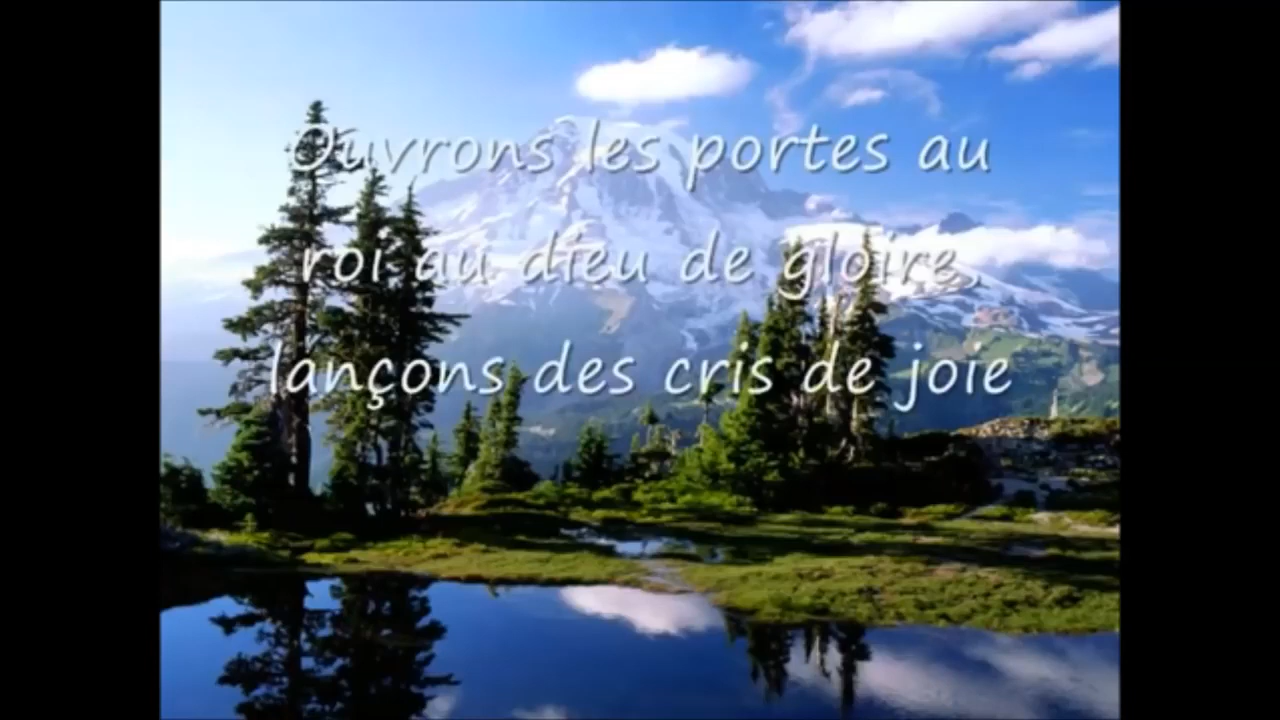 Ouvrons les portes au
roi au dieu de gloire,
lançons des cris de joie